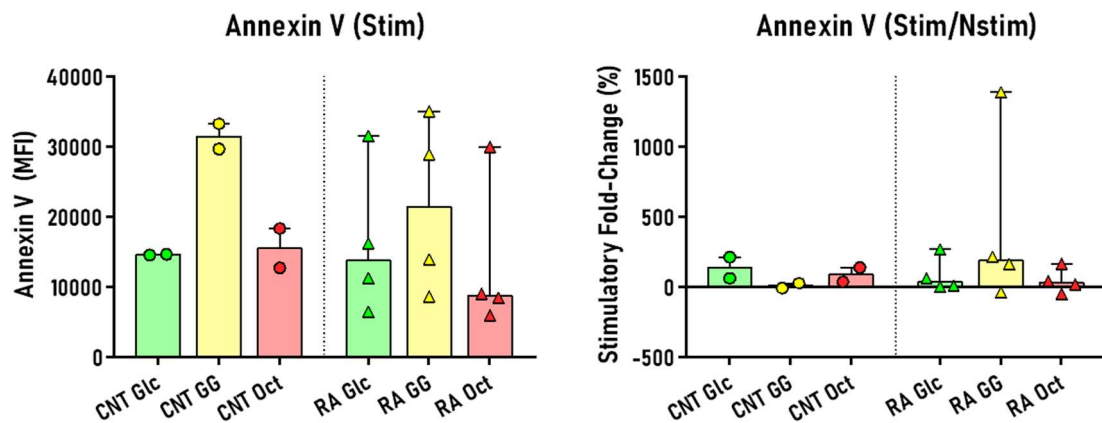 Annexin V (Stim)
Annexin V (MFI)
40000
30000
20000
10000
0
CNT Glc
CNT GG
CNT Oct
RA Glc
RA GG
RA Oct
Annexin V (Stim/Nstim)
Stimulatory Fold-Change (%)
1500
1000
500
0
-500
CNT Glc
CNT GG
CNT Oct
RA Glc
RA GG
RA Oct